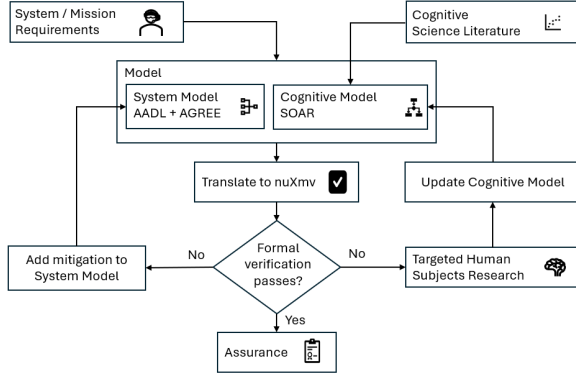 System / Mission
Requirements
Cognitive
Science Literature
Model
System Model
AADL + AGREE
Cognitive Model
SOAR
Translate to nuXmv
Update Cognitive Model
Add mitigation to
System Model
No
Formal
verification
passes?
No
Targeted Human
Subjects Research
Yes
Assurance